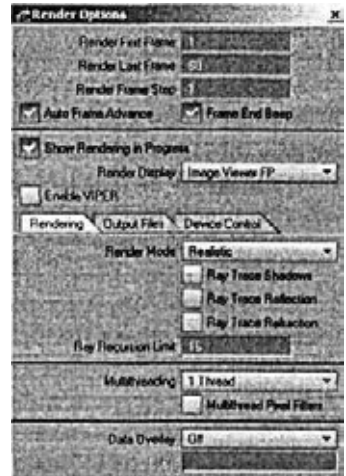 Render Options
Render First Frame 1
Render Last Frame
Render Frame Step 1
Auto Frame Advance Frame End Beep
Show Rendering in Progress
Render Display Image Viewer FP
Enable VIPER
Rendering Output Files Device Control
Render Mode Realistic
Ray Trace Shadows
Ray Trace Reflection
Ray Trace Refraction
Ray Recursion Limit
Multithreading 1 Thread
Multithread Pixel Filters
Data Overlay Off